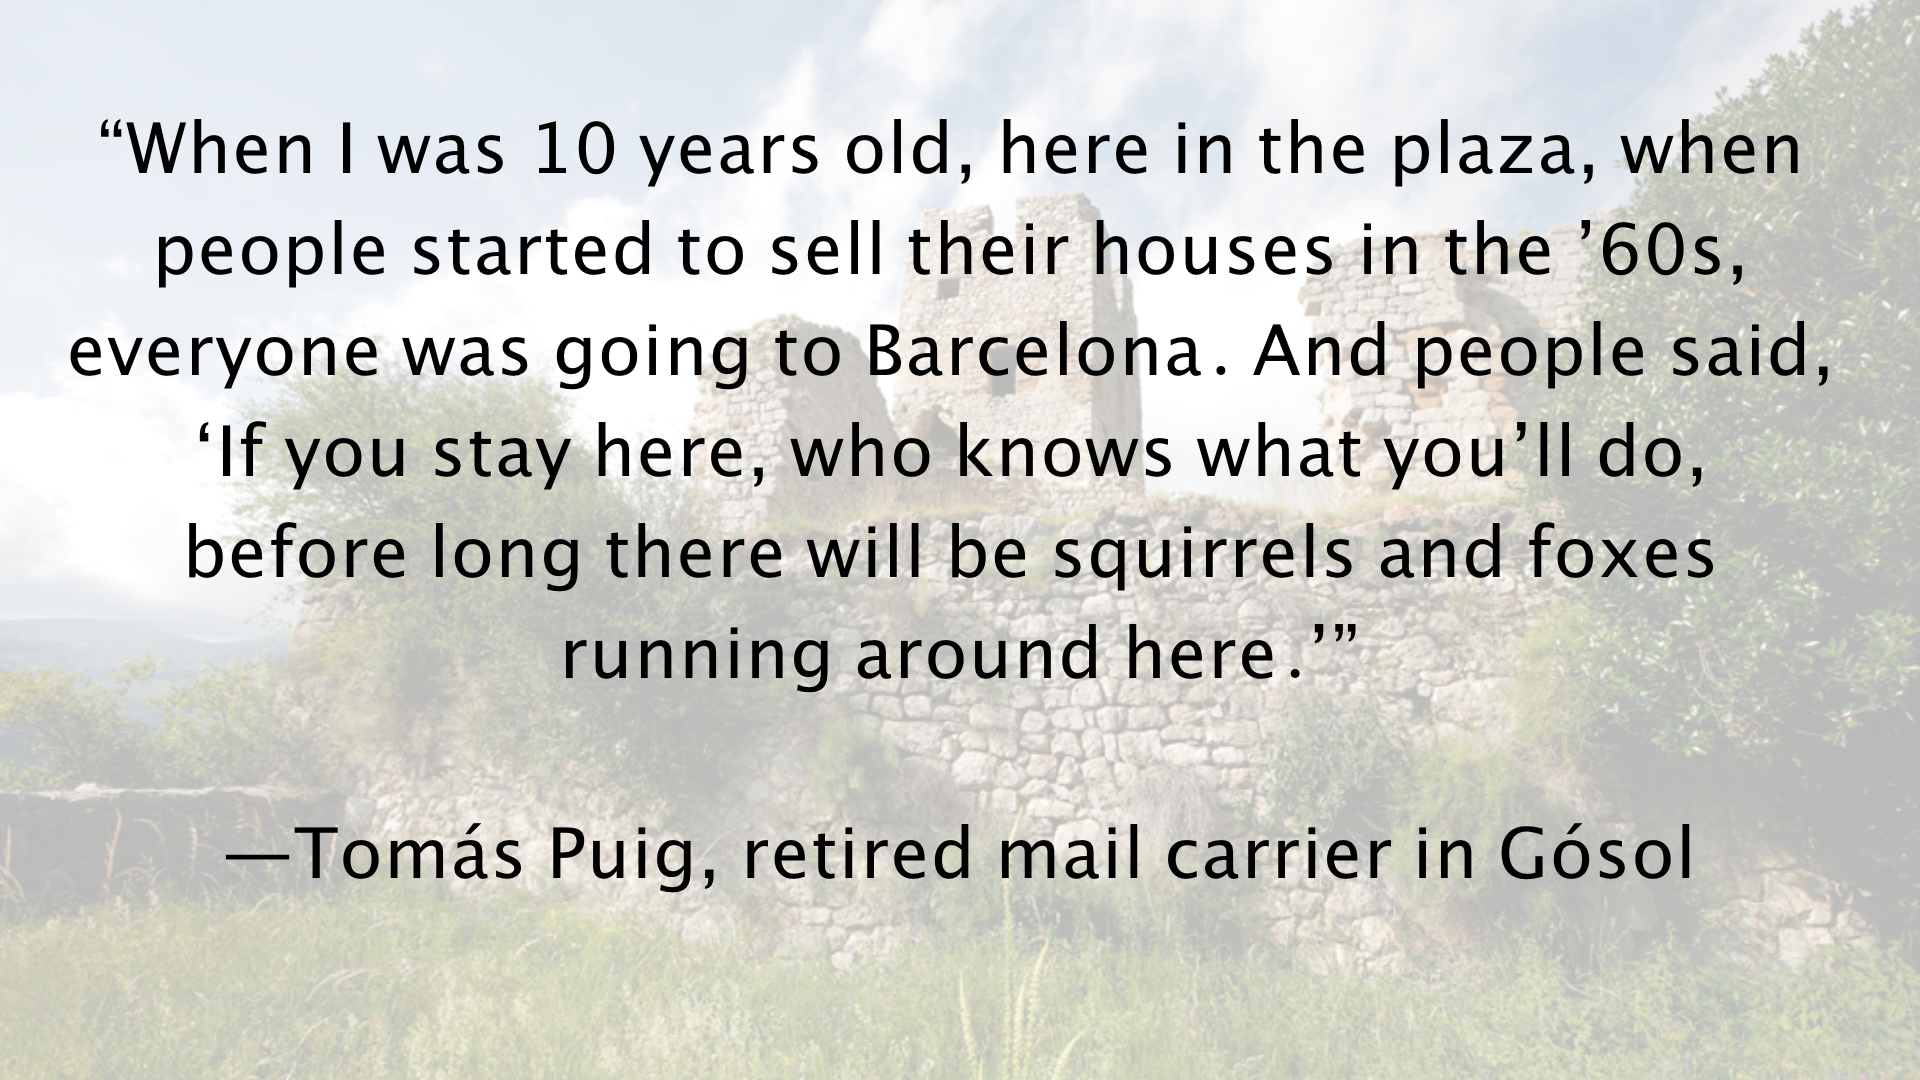 “When I was 10 years old, here in the plaza, when
people started to sell their houses in the ’60s,
everyone was going to Barcelona. And people said,
‘If you stay here, who knows what you’ll do,
before long there will be squirrels and foxes
running around here.’”
—Tomás Puig, retired mail carrier in Gósol